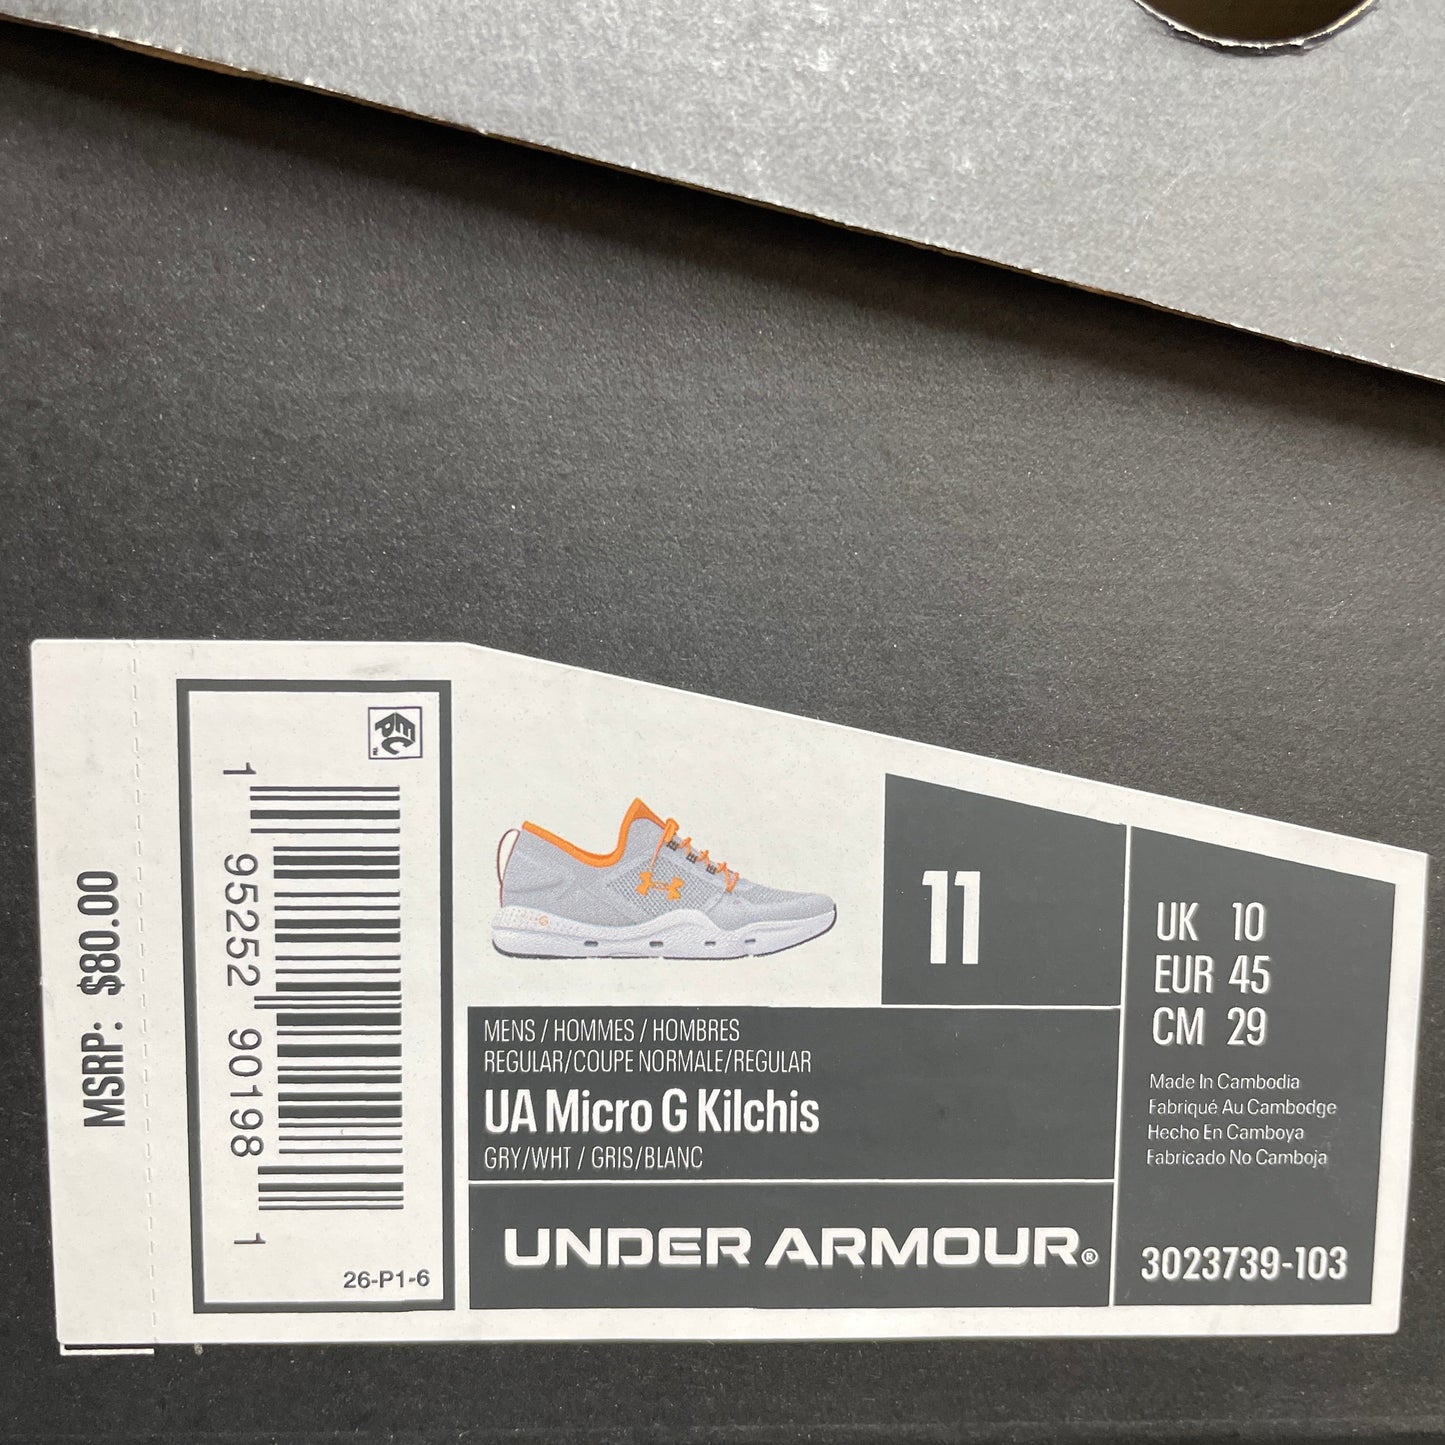 MSRP: $80.00
EPC™
1 95252 90198 1
26-P1-6
11
UK 10
EUR 45
CM 29
MENS / HOMMES / HOMBRES
REGULAR/COUPE NORMALE/REGULAR
UA Micro G Kilchis
GRY/WHT / GRIS/BLANC
Made In Cambodia
Fabriqué Au Cambodge
Hecho En Camboya
Fabricado No Camboja
UNDER ARMOUR®
3023739-103